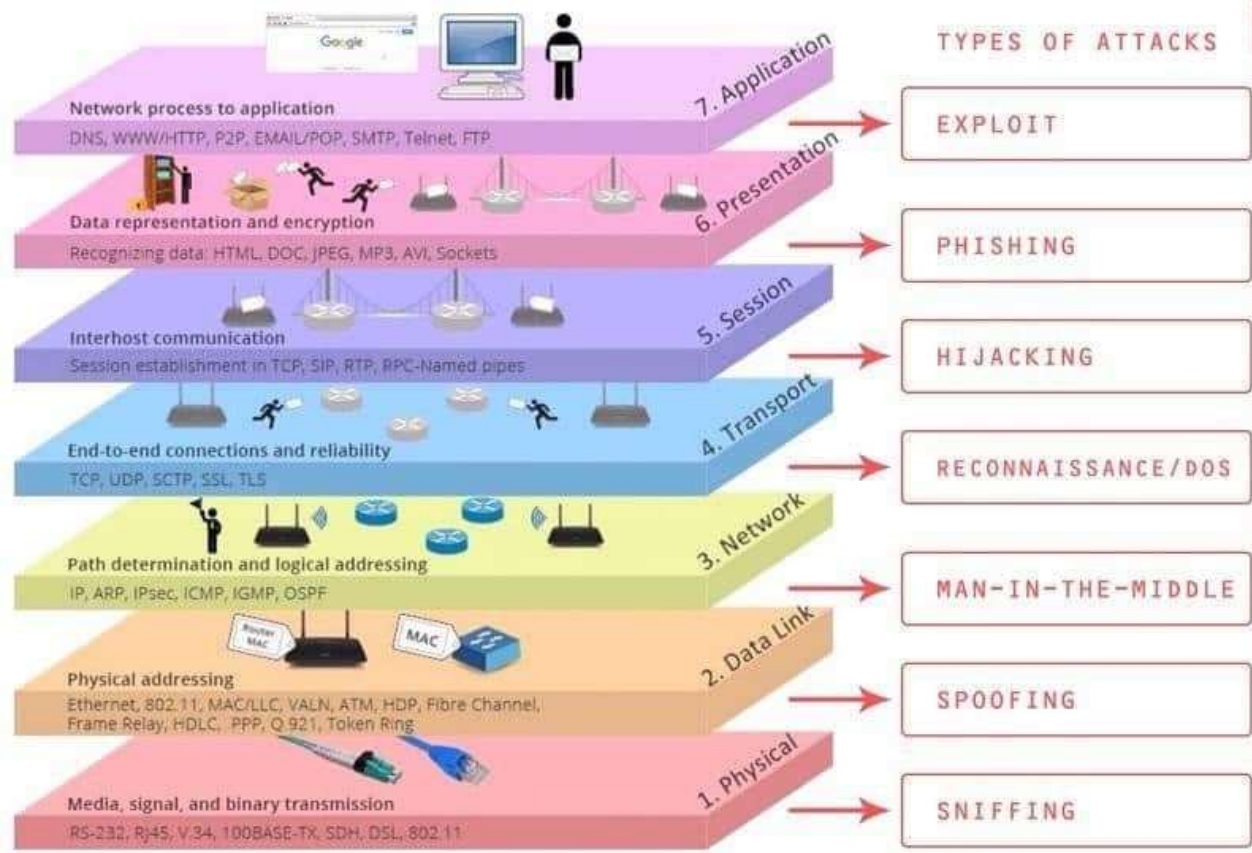 Google
TYPES OF ATTACKS
7. Application
Network process to application
DNS, WWW/HTTP, P2P, EMAIL/POP, SMTP, Telnet, FTP
EXPLOIT
6. Presentation
Data representation and encryption
Recognizing data: HTML, DOC, JPEG, MP3, AVI, Sockets
PHISHING
5. Session
Interhost communication
Session establishment in TCP, SIP, RTP, RPC-Named pipes
HIJACKING
4. Transport
End-to-end connections and reliability
TCP, UDP, SCTP, SSL, TLS
RECONNAISSANCE/DOS
3. Network
Path determination and logical addressing
IP, ARP, IPsec, ICMP, IGMP, OSPF
MAN-IN-THE-MIDDLE
Router
MAC
MAC
2. Data Link
Physical addressing
Ethernet, 802.11, MAC/LLC, VALN, ATM, HDP, Fibre Channel,
Frame Relay, HDLC, PPP, Q.921, Token Ring
SPOOFING
1. Physical
Media, signal, and binary transmission
RS-232, RJ45, V.34, 100BASE-TX, SDH, DSL, 802.11
SNIFFING